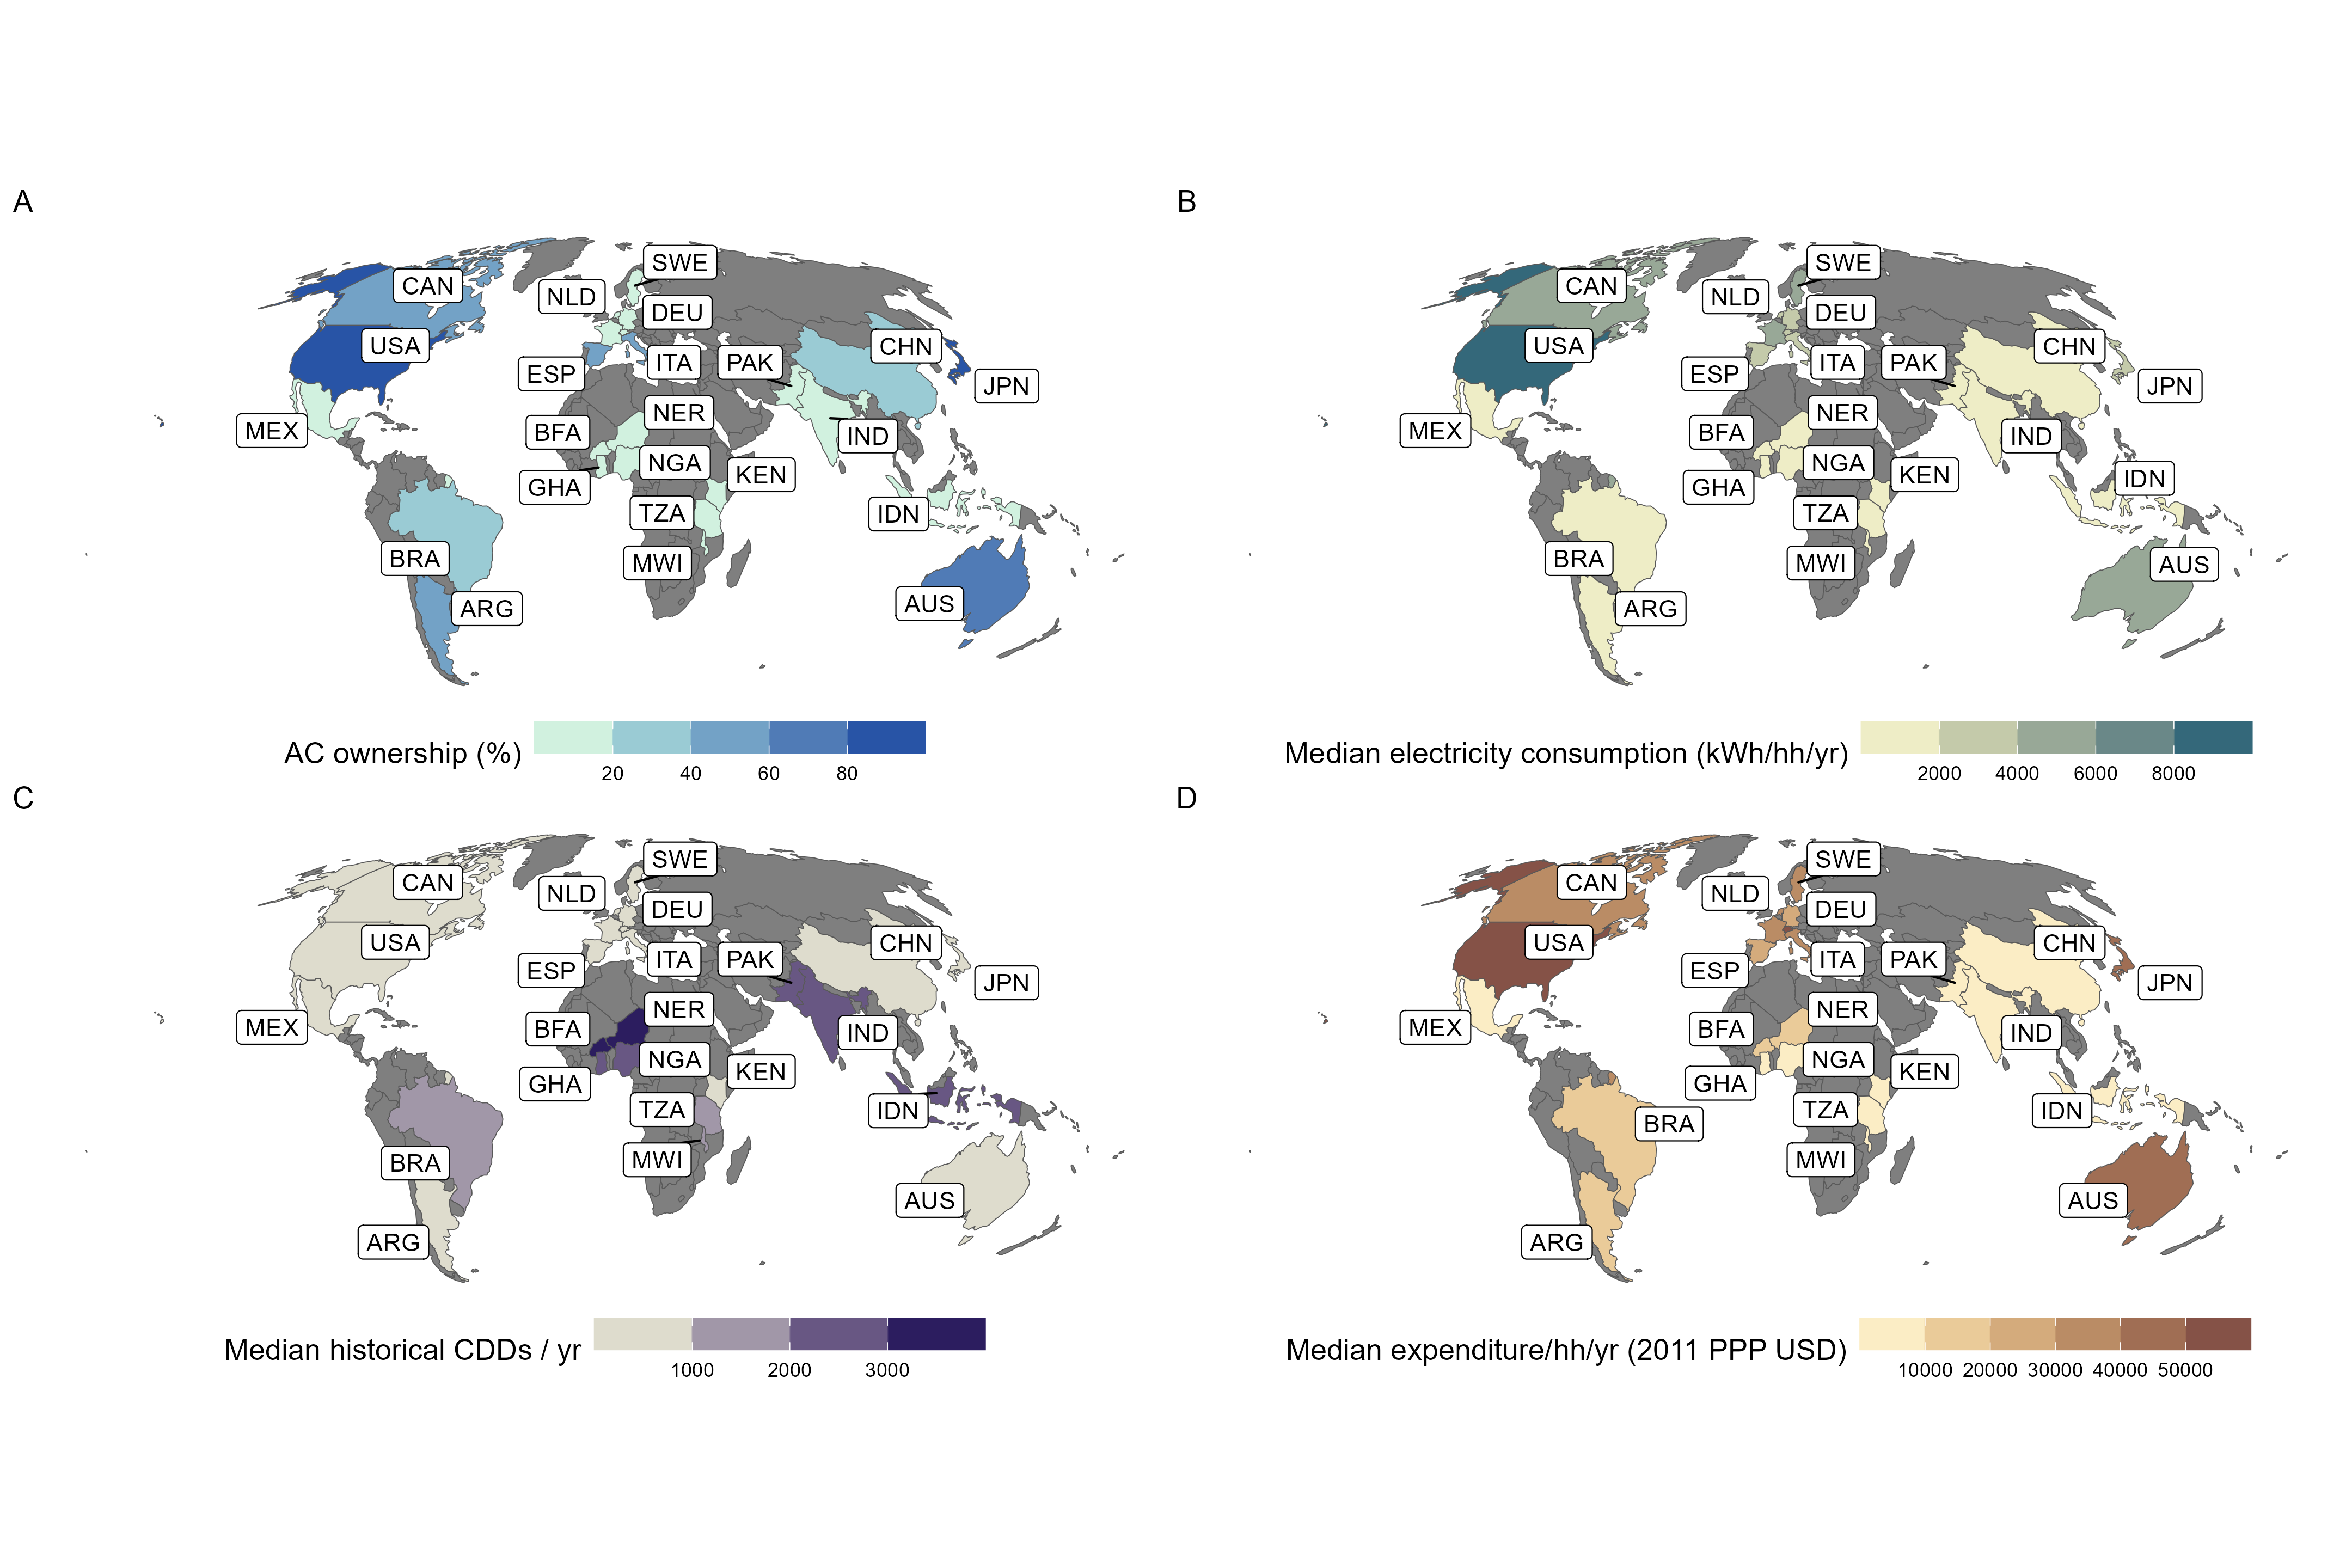 A
SWE
CAN
NLD
DEU
USA
CHN
ITA
PAK
ESP
JPN
NER
MEX
BFA
IND
NGA
KEN
GHA
TZA
IDN
BRA
MWI
AUS
ARG
AC ownership (%)
20 40 60 80
B
SWE
CAN
NLD
DEU
USA
CHN
ITA
PAK
ESP
JPN
NER
MEX
BFA
IND
NGA
KEN
IDN
GHA
TZA
BRA
MWI
AUS
ARG
Median electricity consumption (kWh/hh/yr)
2000 4000 6000 8000
C
SWE
CAN
NLD
DEU
USA
CHN
ITA
PAK
ESP
JPN
NER
MEX
BFA
IND
NGA
KEN
GHA
TZA
IDN
BRA
MWI
AUS
ARG
Median historical CDDs / yr
1000 2000 3000
D
SWE
CAN
NLD
DEU
USA
CHN
ITA
PAK
ESP
JPN
NER
MEX
BFA
IND
NGA
KEN
GHA
TZA
IDN
BRA
MWI
AUS
ARG
Median expenditure/hh/yr (2011 PPP USD)
10000 20000 30000 40000 50000